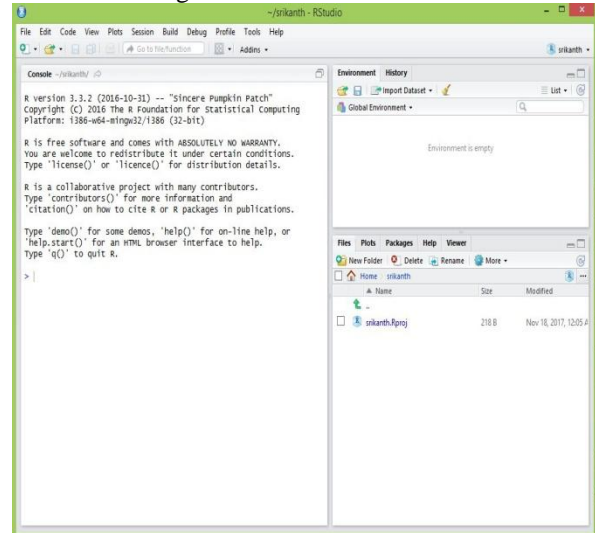 ~/srikanth - RStudio
File Edit Code View Plots Session Build Debug Profile Tools Help
Go to file/function
Addins
srikanth
Console ~/srikanth/
R version 3.3.2 (2016-10-31) -- "Sincere Pumpkin Patch"
Copyright (C) 2016 The R Foundation for Statistical Computing
Platform: i386-w64-mingw32/i386 (32-bit)
R is free software and comes with ABSOLUTELY NO WARRANTY.
You are welcome to redistribute it under certain conditions.
Type 'license()' or 'licence()' for distribution details.
R is a collaborative project with many contributors.
Type 'contributors()' for more information and
'citation()' on how to cite R or R packages in publications.
Type 'demo()' for some demos, 'help()' for on-line help, or
'help.start()' for an HTML browser interface to help.
Type 'q()' to quit R.
>
Environment History
Import Dataset
List
Global Environment
Environment is empty
Files Plots Packages Help Viewer
New Folder Delete Rename More
Home srikanth
Name Size Modified
..
srikanth.Rproj 218 B Nov 18, 2017, 12:05 A